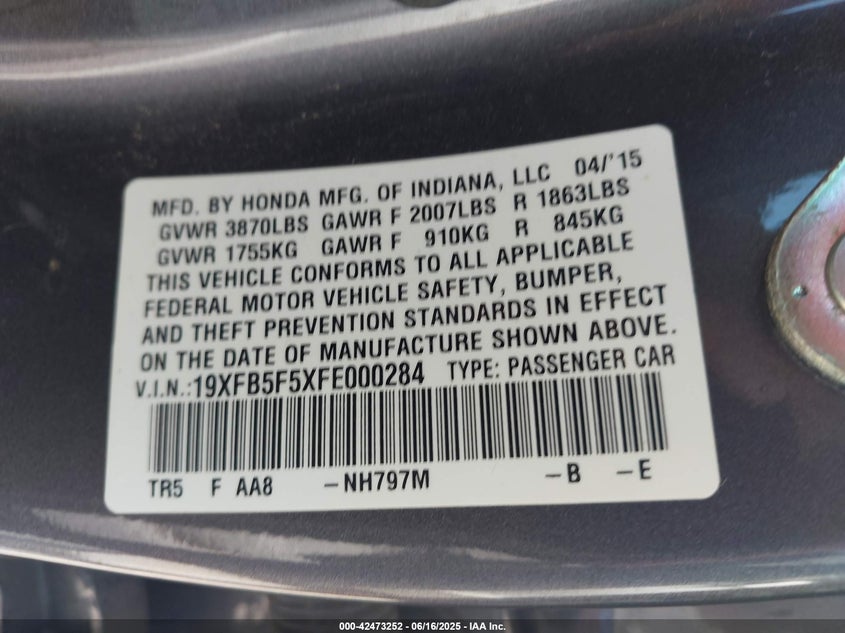 MFD. BY HONDA MFG. OF INDIANA, LLC 04/'15
GVWR 3870LBS GAWR F 2007LBS R 1863LBS
GVWR 1755KG GAWR F 910KG R 845KG
THIS VEHICLE CONFORMS TO ALL APPLICABLE
FEDERAL MOTOR VEHICLE SAFETY, BUMPER,
AND THEFT PREVENTION STANDARDS IN EFFECT
ON THE DATE OF MANUFACTURE SHOWN ABOVE.
V.I.N.:19XFB5F5XFE000284 TYPE: PASSENGER CAR
TR5 F AA8 –NH797M –B –E
000-42473252 - 06/16/2025 - IAA Inc.